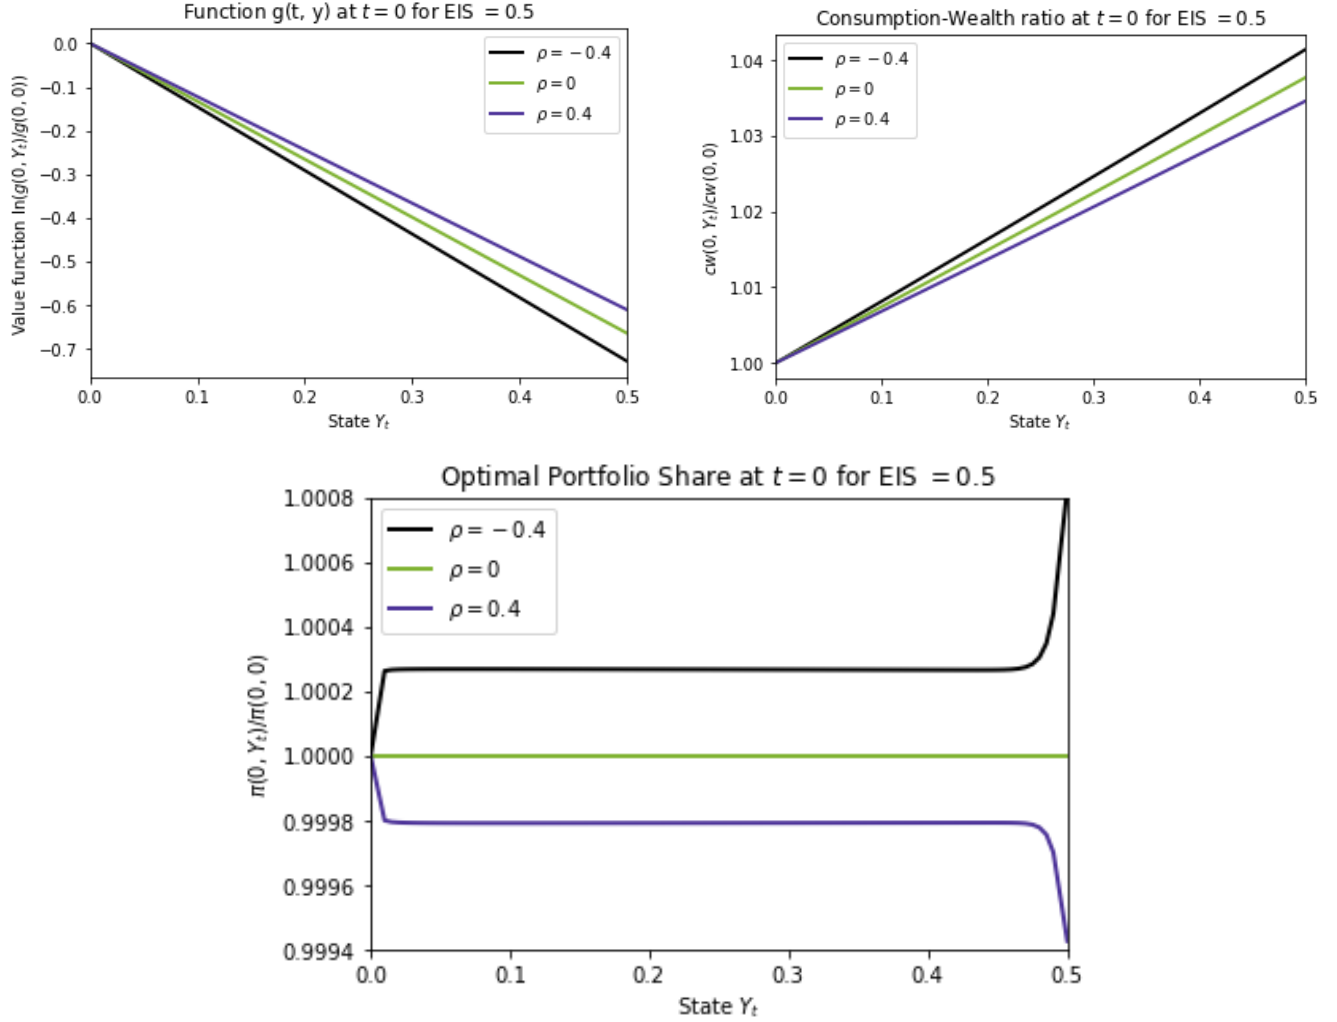 Function g(t, y) at t = 0 for EIS = 0.5
Value function ln(g(0, Y_t)/g(0, 0))
0.0
−0.1
−0.2
−0.3
−0.4
−0.5
−0.6
−0.7
ρ = −0.4
ρ = 0
ρ = 0.4
0.0 0.1 0.2 0.3 0.4 0.5
State Y_t
Consumption-Wealth ratio at t = 0 for EIS = 0.5
cw(0, Y_t)/cw(0, 0)
1.04
1.03
1.02
1.01
1.00
ρ = −0.4
ρ = 0
ρ = 0.4
0.0 0.1 0.2 0.3 0.4 0.5
State Y_t
Optimal Portfolio Share at t = 0 for EIS = 0.5
π(0, Y_t)/π(0, 0)
1.0008
1.0006
1.0004
1.0002
1.0000
0.9998
0.9996
0.9994
ρ = −0.4
ρ = 0
ρ = 0.4
0.0 0.1 0.2 0.3 0.4 0.5
State Y_t